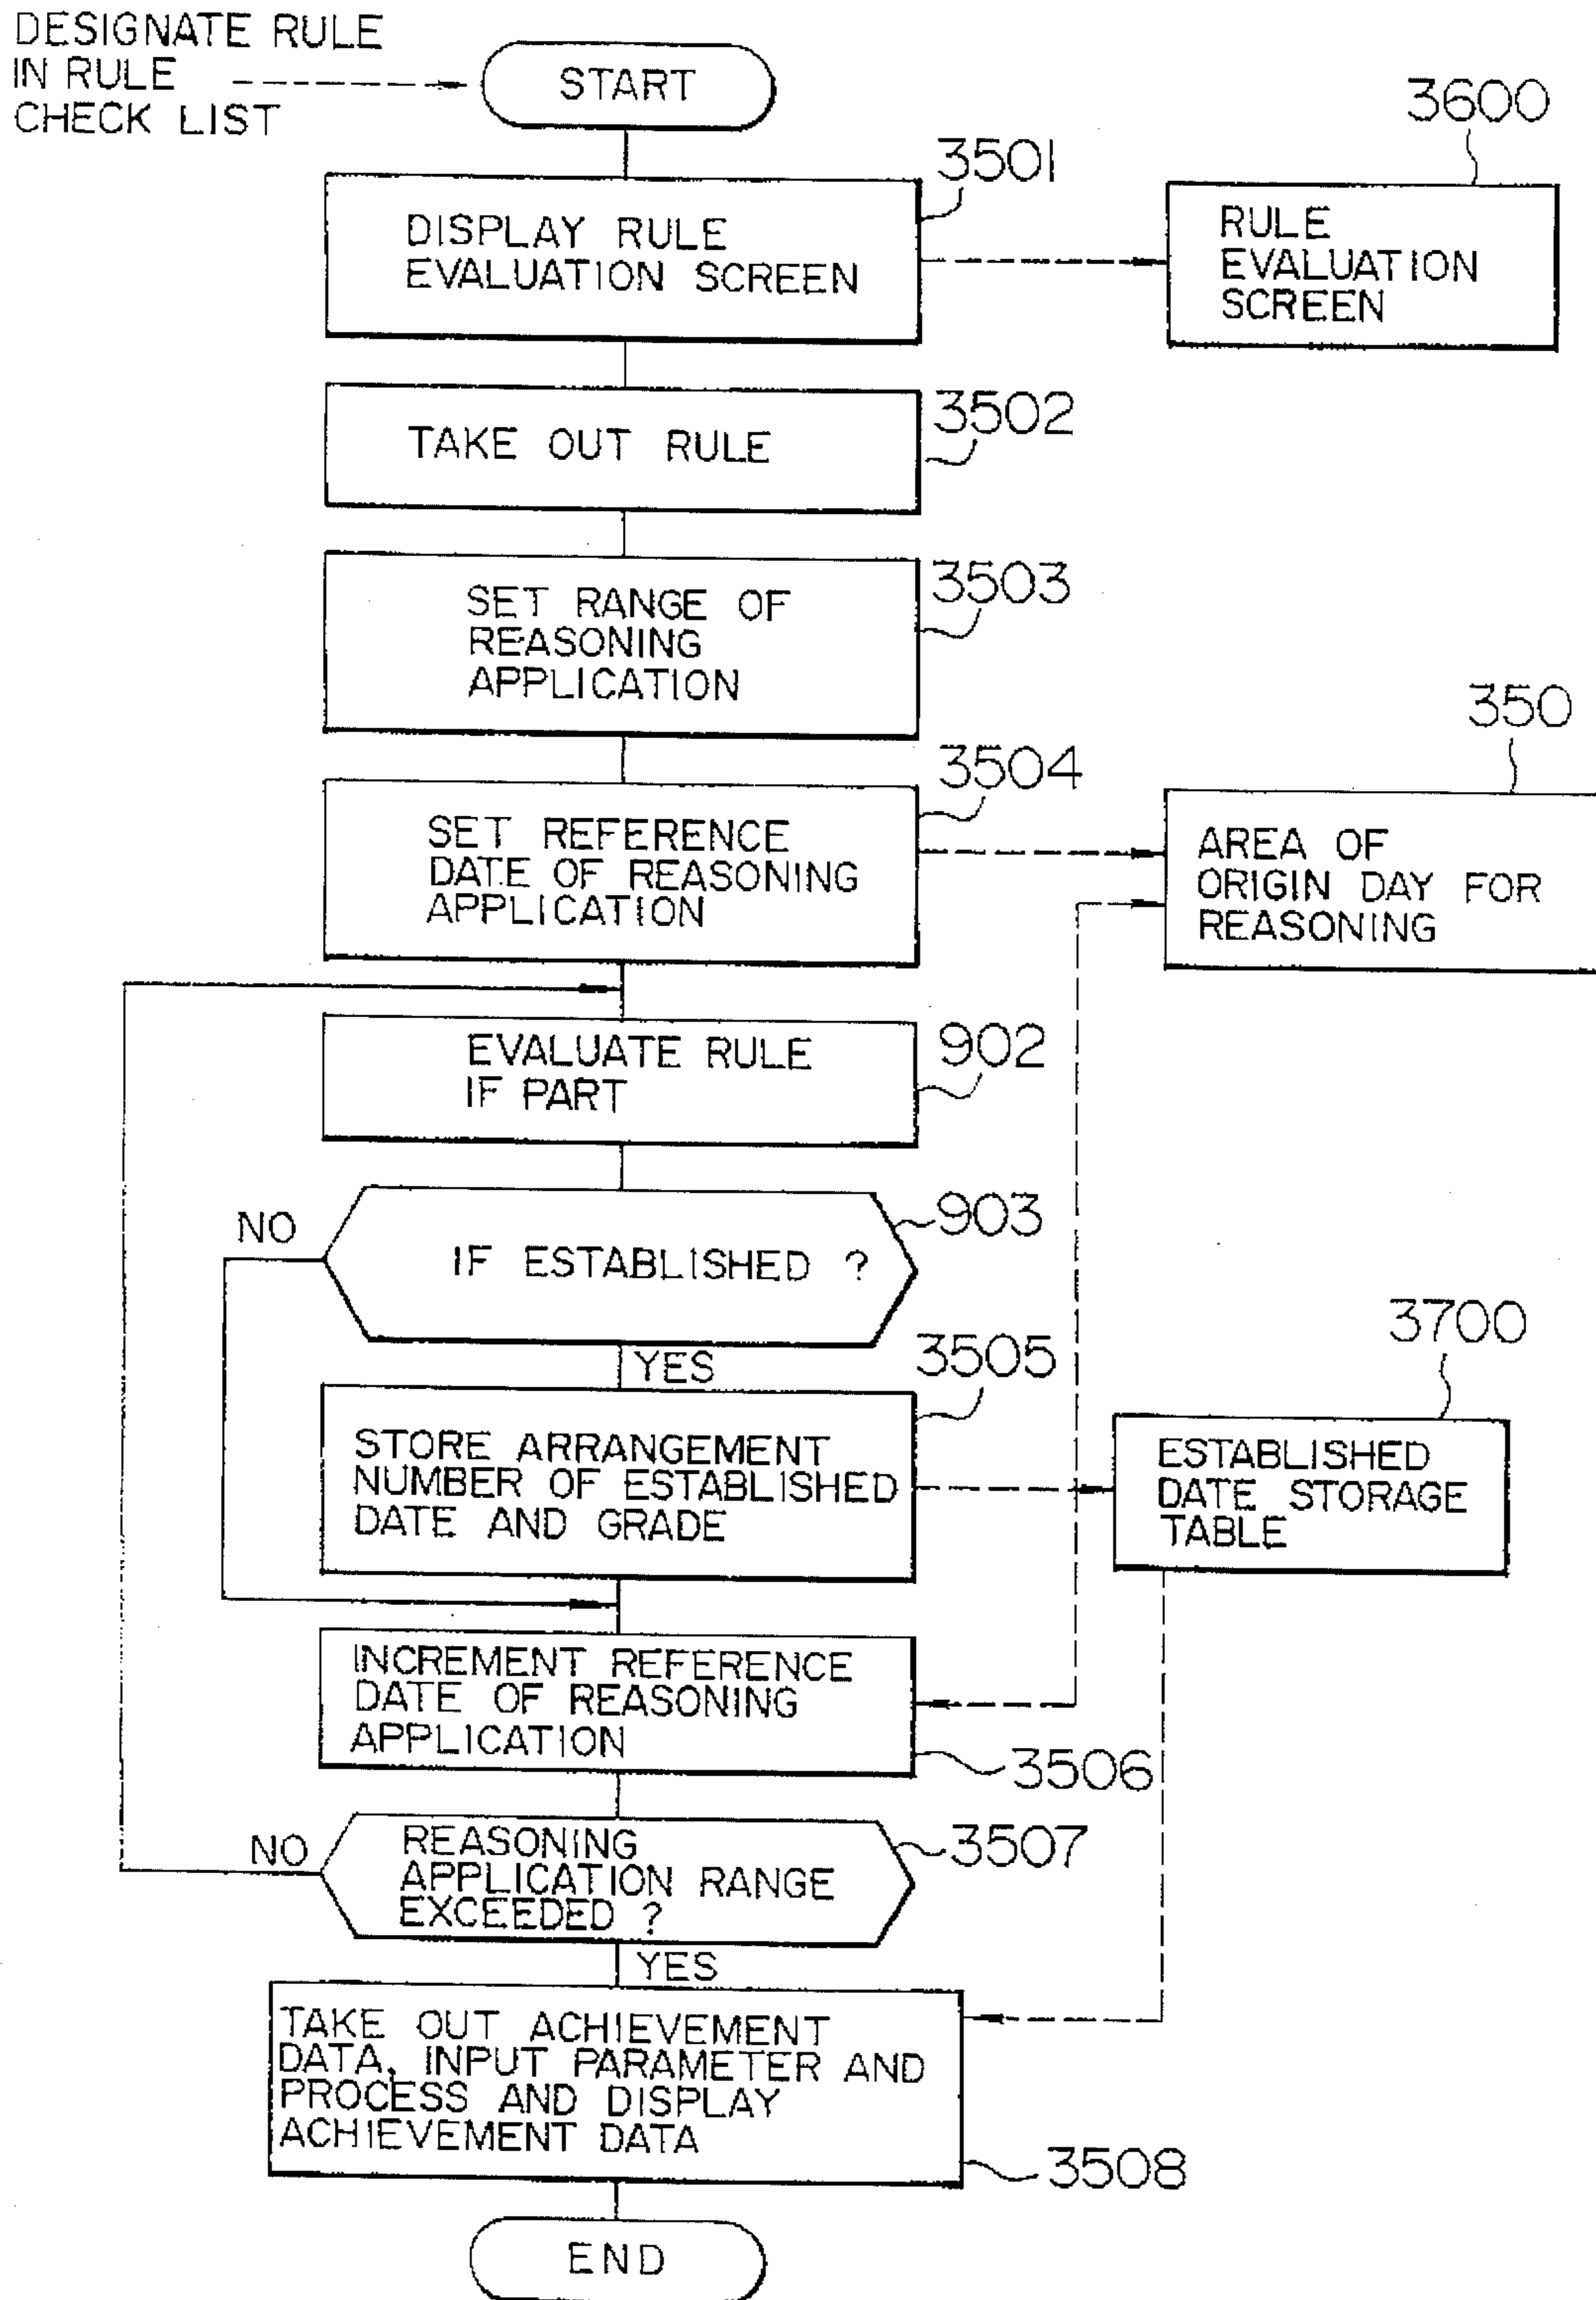 DESIGNATE RULE
IN RULE
CHECK LIST
START
3501
DISPLAY RULE
EVALUATION SCREEN
3600
RULE
EVALUATION
SCREEN
3502
TAKE OUT RULE
3503
SET RANGE OF
REASONING
APPLICATION
3504
SET REFERENCE
DATE OF REASONING
APPLICATION
350
AREA OF
ORIGIN DAY FOR
REASONING
902
EVALUATE RULE
IF PART
903
NO
IF ESTABLISHED ?
YES
3505
STORE ARRANGEMENT
NUMBER OF ESTABLISHED
DATE AND GRADE
3700
ESTABLISHED
DATE STORAGE
TABLE
INCREMENT REFERENCE
DATE OF REASONING
APPLICATION
3506
NO
REASONING
APPLICATION RANGE
EXCEEDED ?
3507
YES
TAKE OUT ACHIEVEMENT
DATA, INPUT PARAMETER AND
PROCESS AND DISPLAY
ACHIEVEMENT DATA
3508
END